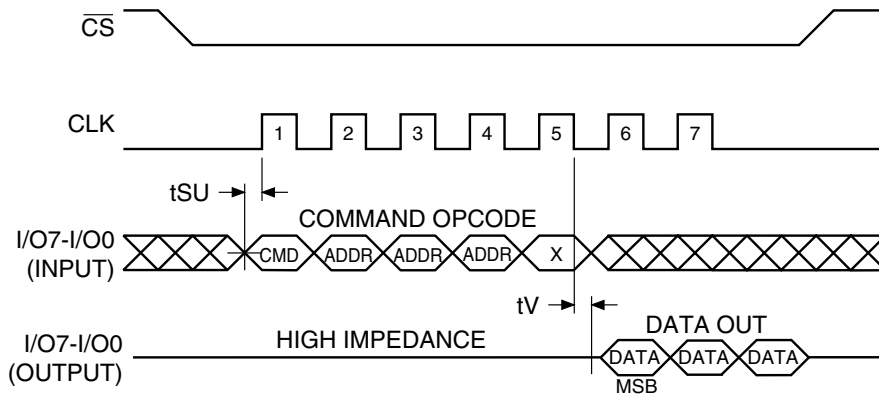 CS
CLK
1 2 3 4 5 6 7
tSU
COMMAND OPCODE
I/O7-I/O0
(INPUT)
CMD ADDR ADDR ADDR X
tV
HIGH IMPEDANCE
DATA OUT
I/O7-I/O0
(OUTPUT)
DATA DATA DATA
MSB